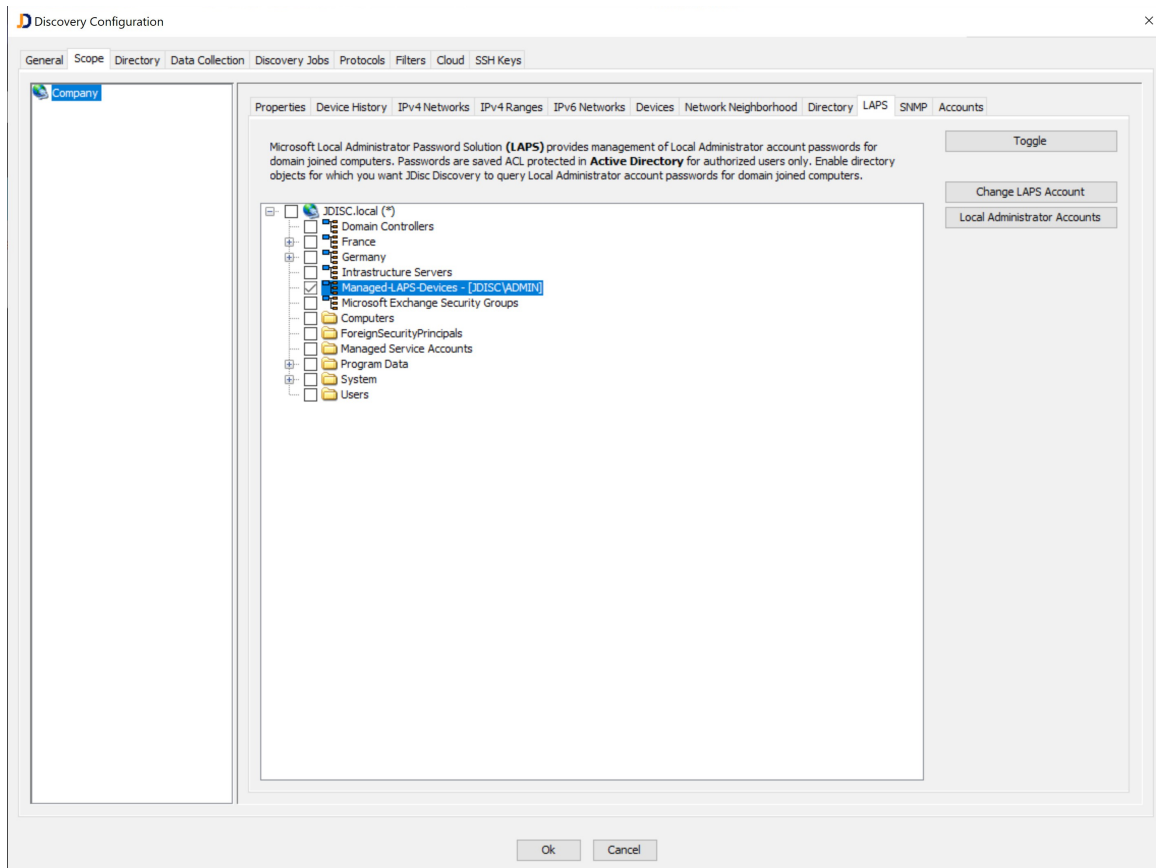 Discovery Configuration
General Scope Directory Data Collection Discovery Jobs Protocols Filters Cloud SSH Keys
Company
Properties Device History IPv4 Networks IPv4 Ranges IPv6 Networks Devices Network Neighborhood Directory LAPS SNMP Accounts
Microsoft Local Administrator Password Solution (LAPS) provides management of Local Administrator account passwords for
domain joined computers. Passwords are saved ACL protected in Active Directory for authorized users only. Enable directory
objects for which you want JDisc Discovery to query Local Administrator account passwords for domain joined computers.
Toggle
Change LAPS Account
Local Administrator Accounts
JDISC.local (*)
Domain Controllers
France
Germany
Intrastructure Servers
Managed-LAPS-Devices - [JDISC\ADMIN]
Microsoft Exchange Security Groups
Computers
ForeignSecurityPrincipals
Managed Service Accounts
Program Data
System
Users
Ok Cancel